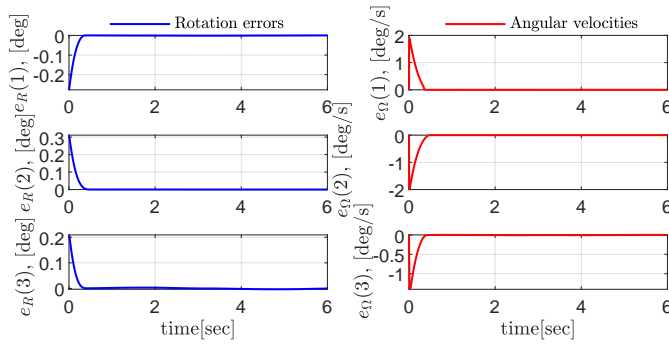 Rotation errors
e_R(1), [deg]
0
-0.1
-0.2
0 2 4 6
e_R(2), [deg]
0.3
0.2
0.1
0
0 2 4 6
e_R(3), [deg]
0.2
0.1
0
0 2 4 6
time[sec]
Angular velocities
e_Ω(1), [deg/s]
2
1
0
0 2 4 6
e_Ω(2), [deg/s]
0
-1
-2
0 2 4 6
e_Ω(3), [deg/s]
0
-0.5
-1
0 2 4 6
time[sec]